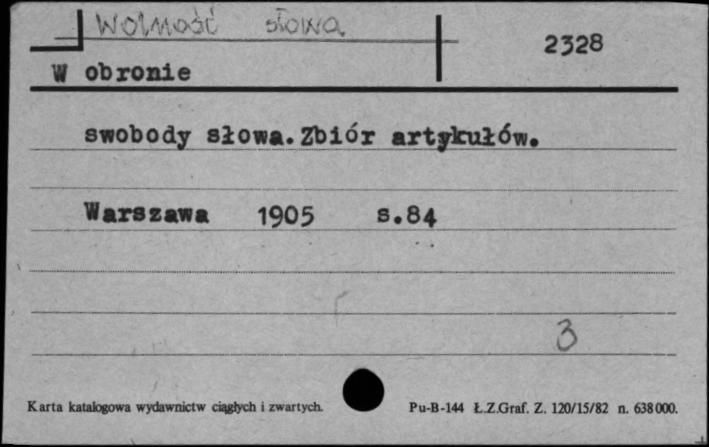 Wolność słowa
2328
W obronie
swobody słowa.Zbiór artykułów.
Warszawa 1905 s.84
3
Karta katalogowa wydawnictw ciągłych i zwartych. Pu-B-144 Ł.Z.Graf. Z. 120/15/82 n. 638000.